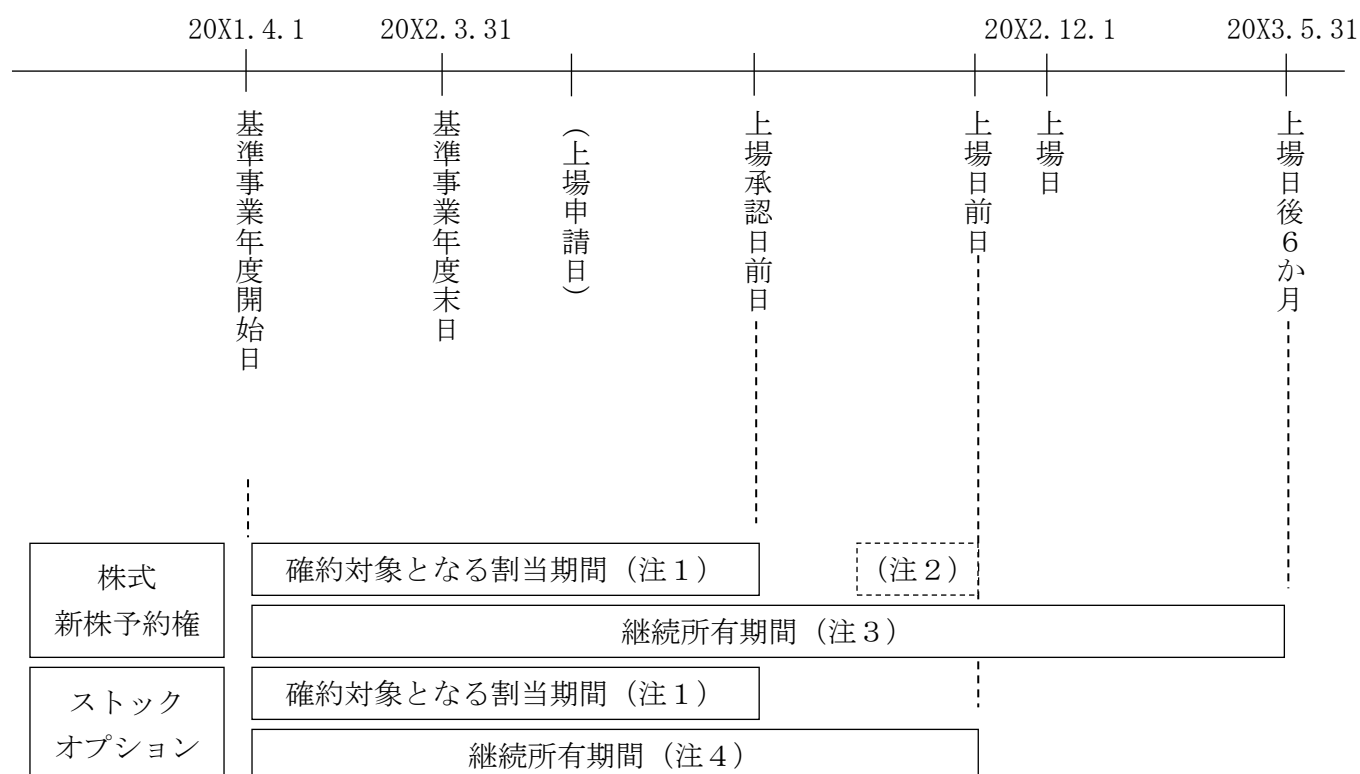 20X1.4.1
20X2.3.31
20X2.12.1
20X3.5.31
基準事業年度開始日
基準事業年度末日
（上場申請日）
上場承認日前日
上場日前日
上場日
上場日後６か月
株式
新株予約権
確約対象となる割当期間（注１）
（注２）
継続所有期間（注３）
ストック
オプション
確約対象となる割当期間（注１）
継続所有期間（注４）